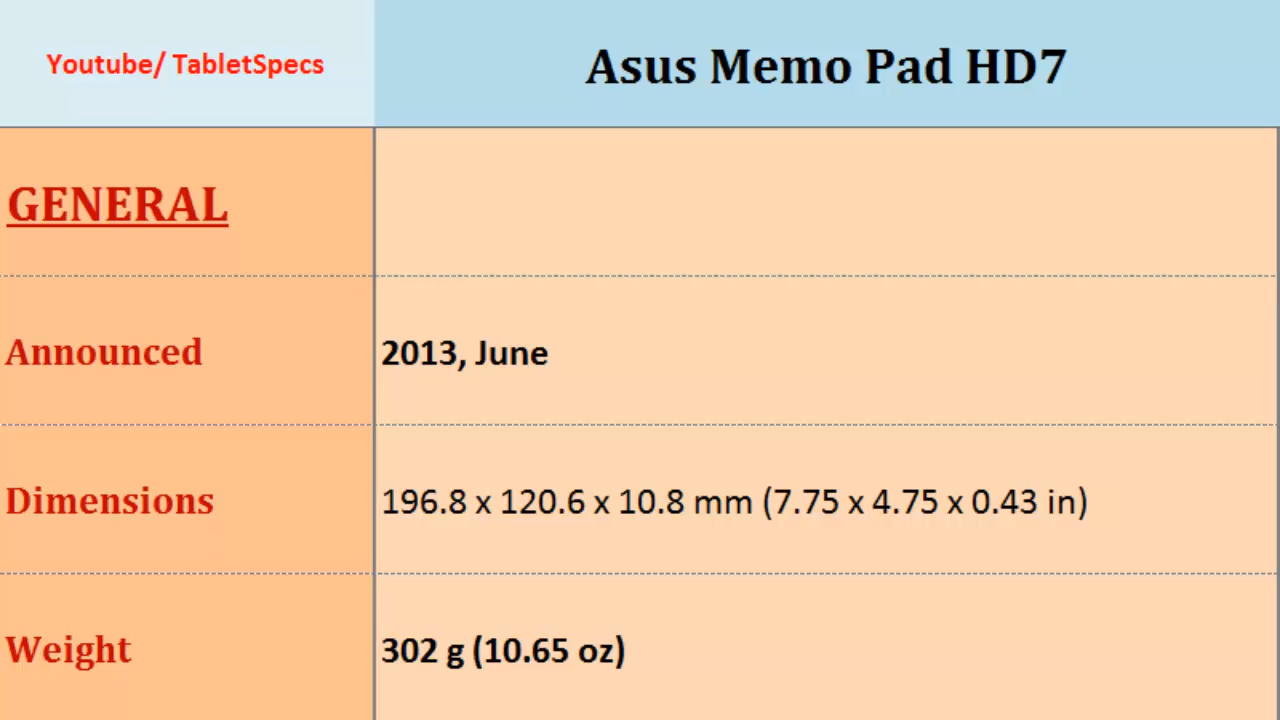 Youtube/ TabletSpecs
Asus Memo Pad HD7
GENERAL
Announced
2013, June
Dimensions
196.8 x 120.6 x 10.8 mm (7.75 x 4.75 x 0.43 in)
Weight
302 g (10.65 oz)